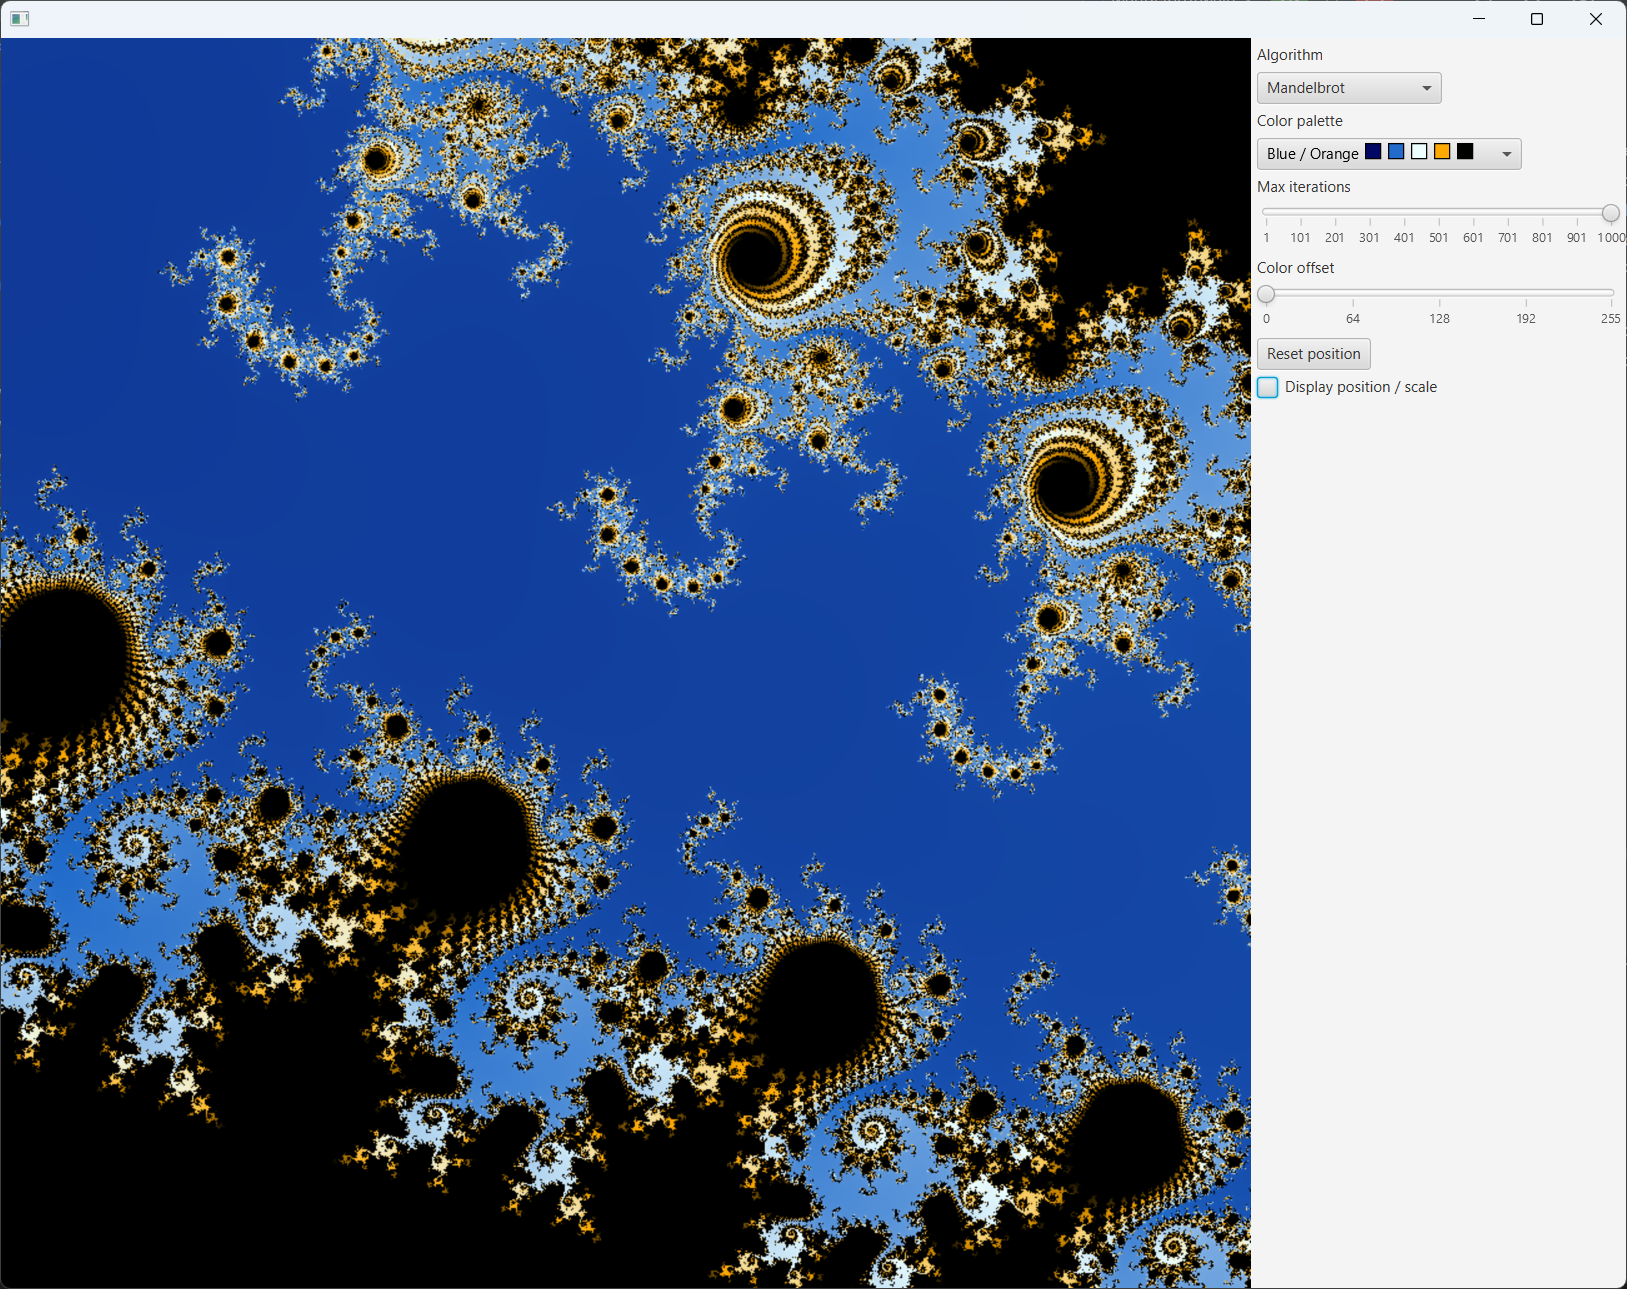 Algorithm
Mandelbrot
Color palette
Blue / Orange
Max iterations
1 101 201 301 401 501 601 701 801 901 1000
Color offset
0 64 128 192 255
Reset position
Display position / scale